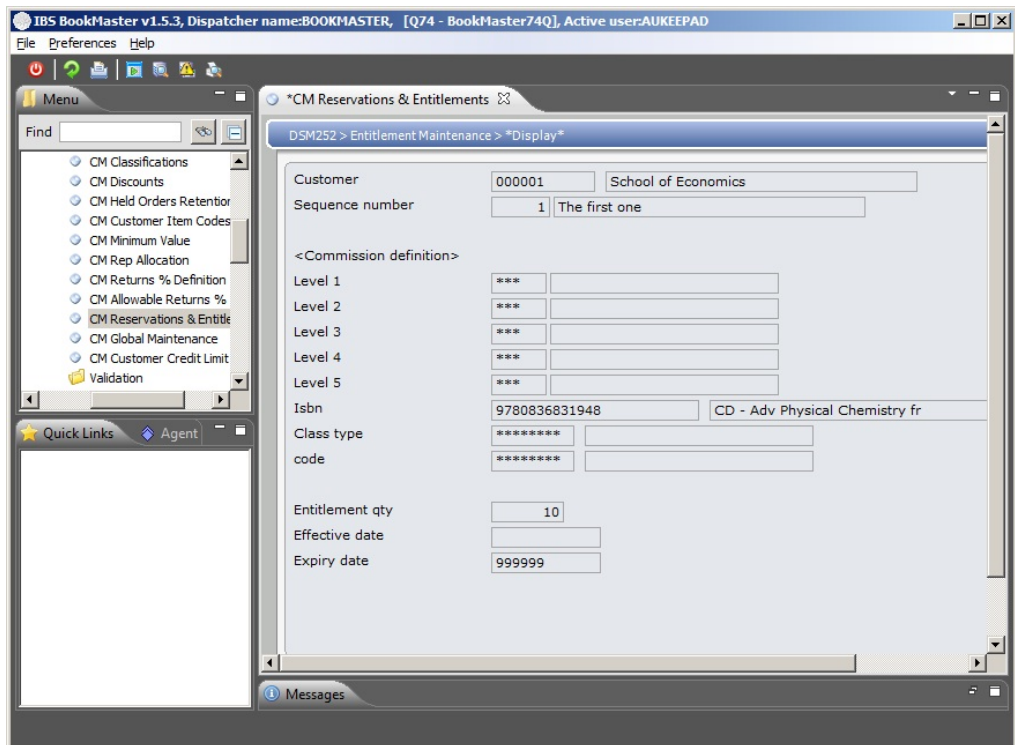 IBS BookMaster v1.5.3, Dispatcher name:BOOKMASTER, [Q74 - BookMaster74Q], Active user:AUKEEPAD
File Preferences Help
Menu
*CM Reservations & Entitlements
Find
DSM252 > Entitlement Maintenance > *Display*
CM Classifications
CM Discounts
CM Held Orders Retention
CM Customer Item Codes
CM Minimum Value
CM Rep Allocation
CM Returns % Definition
CM Allowable Returns %
CM Reservations & Entitle
CM Global Maintenance
CM Customer Credit Limit
Validation
Quick Links Agent
Customer 000001 School of Economics
Sequence number 1 The first one
<Commission definition>
Level 1 ***
Level 2 ***
Level 3 ***
Level 4 ***
Level 5 ***
Isbn 9780836831948 CD - Adv Physical Chemistry fr
Class type ********
code ********
Entitlement qty 10
Effective date
Expiry date 999999
Messages